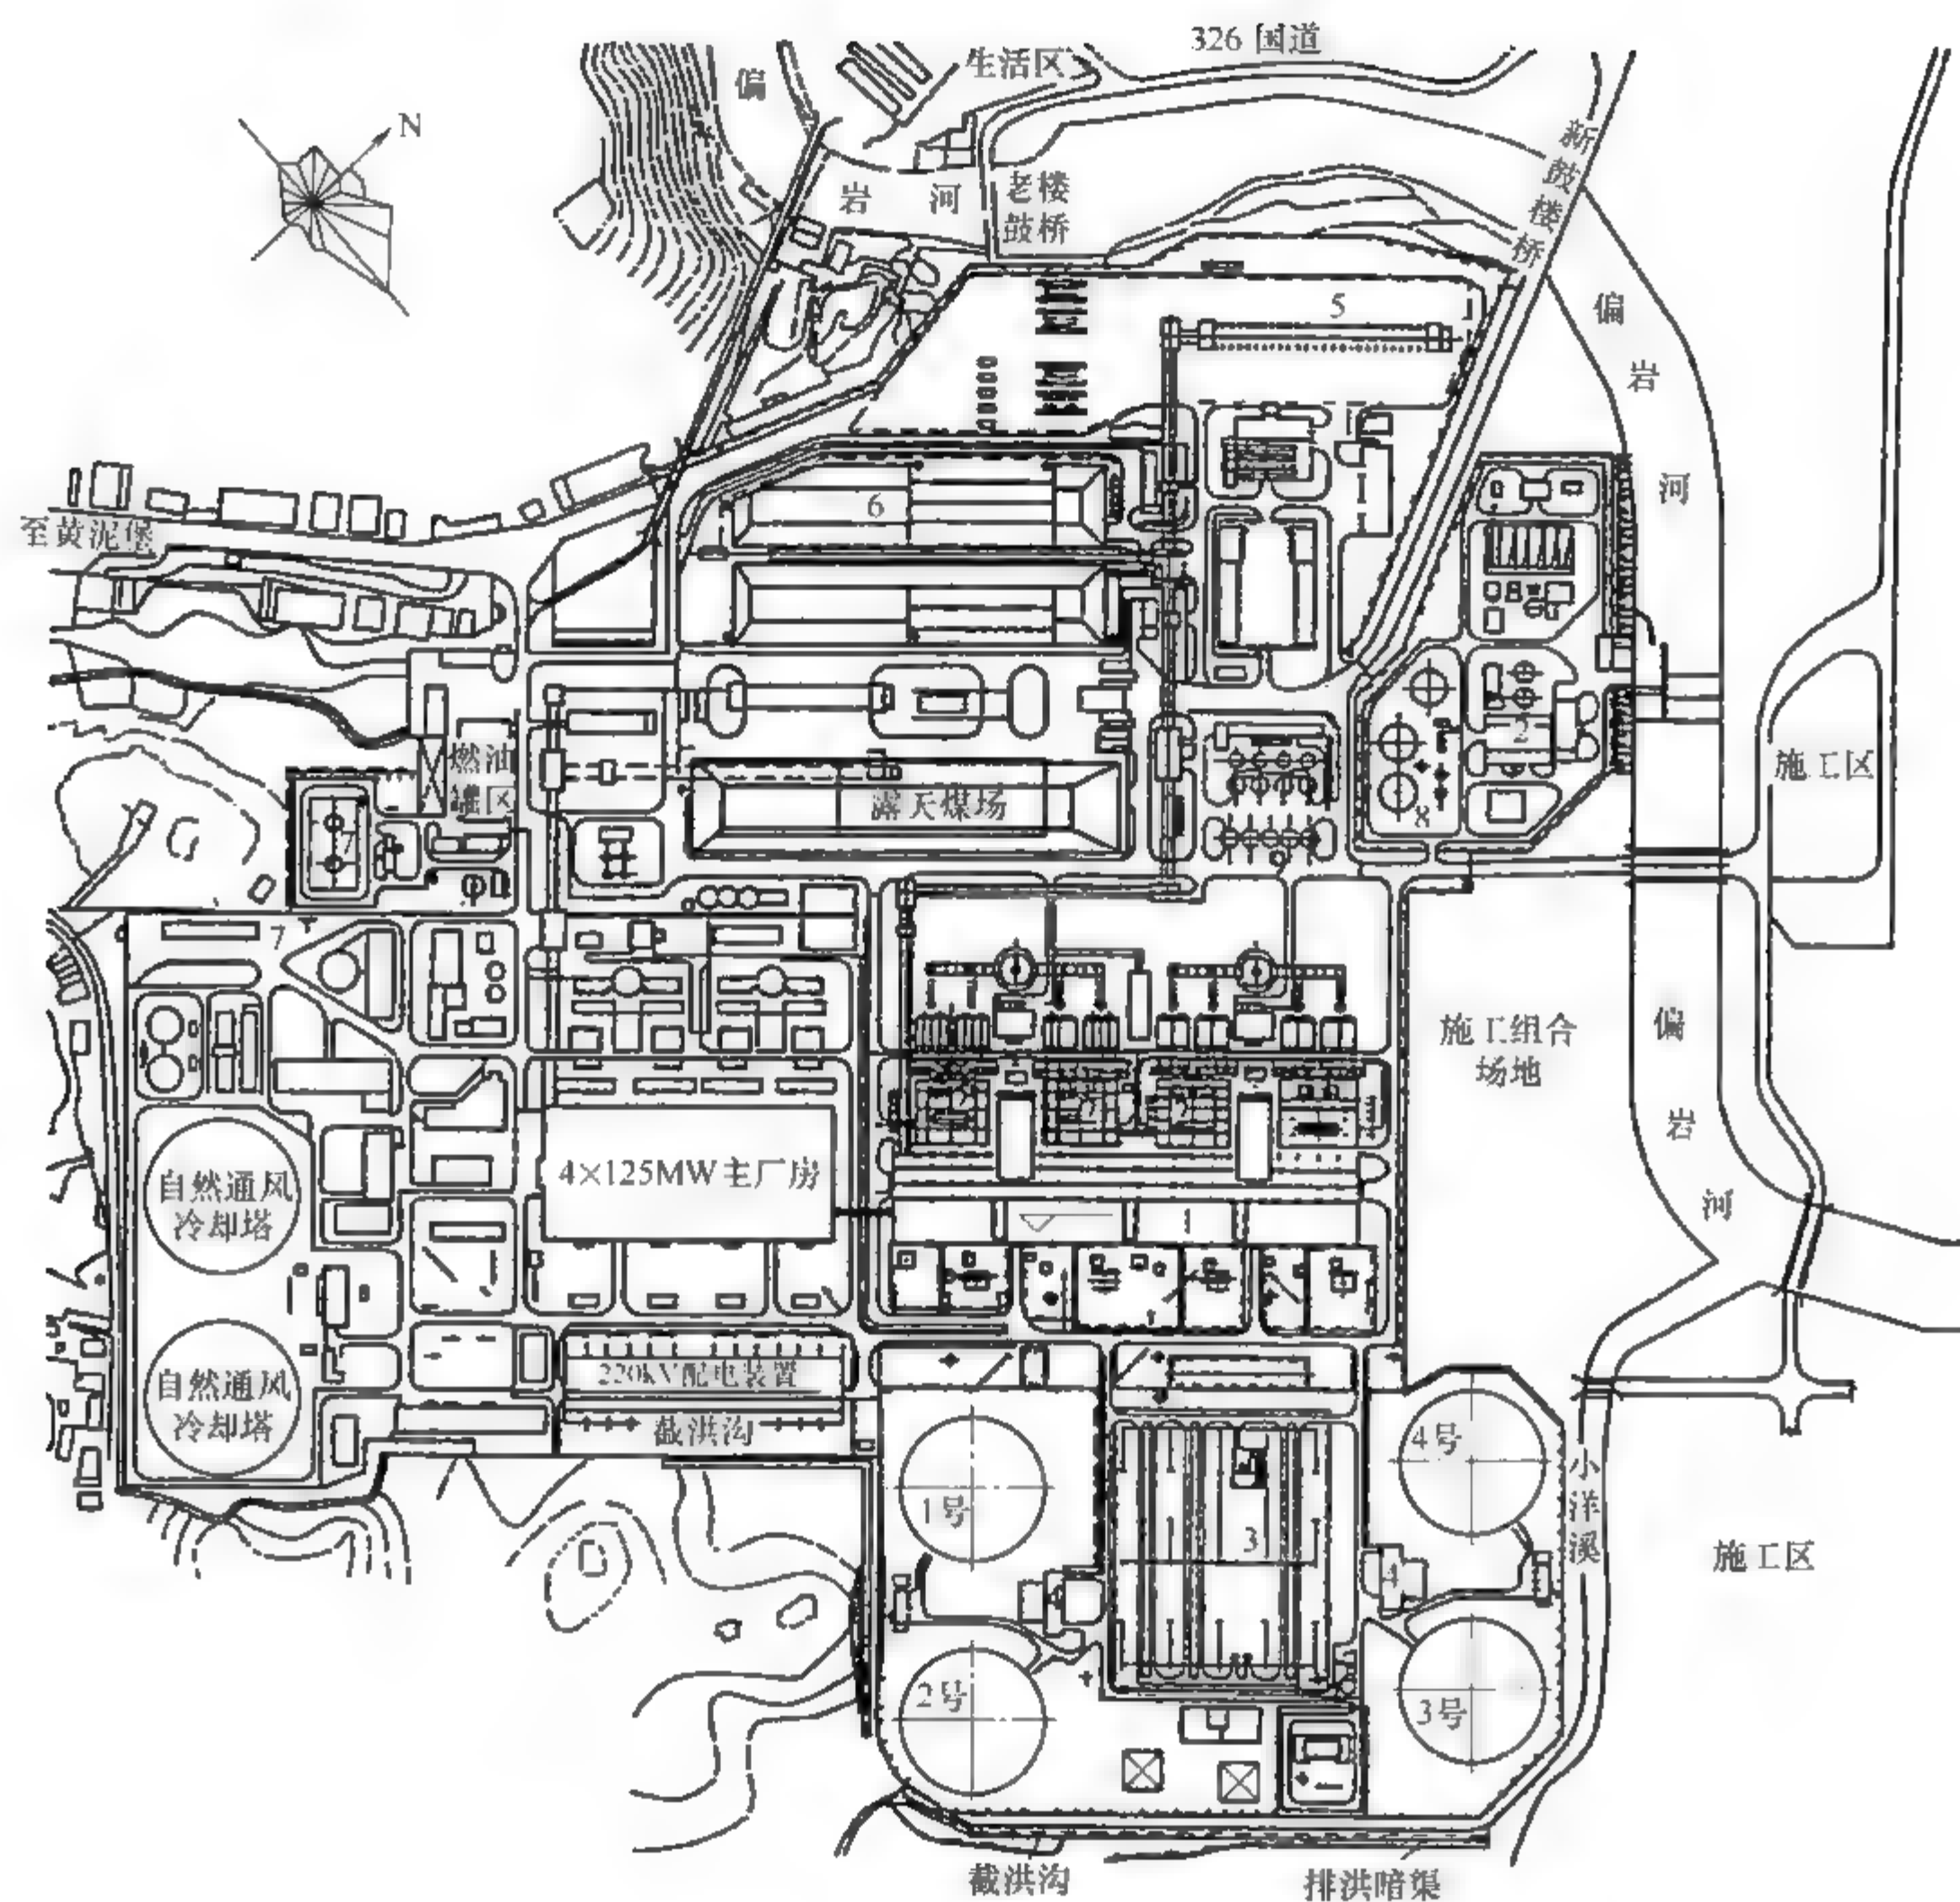 326 国道
生活区
偏
N
新
鼓
楼
桥
岩
河
老楼
鼓桥
5
偏
岩
河
6
至黄泥堡
2
燃油
罐区
施工区
露天煤场
8
7
7
偏
施工组合
场地
岩
4×125MW主厂房
自然通风
冷却塔
河
1
220kV配电装置
自然通风
冷却塔
截洪沟
4号
小
洋
溪
1号
3
施工区
4
2号
3号
截洪沟
排洪暗渠